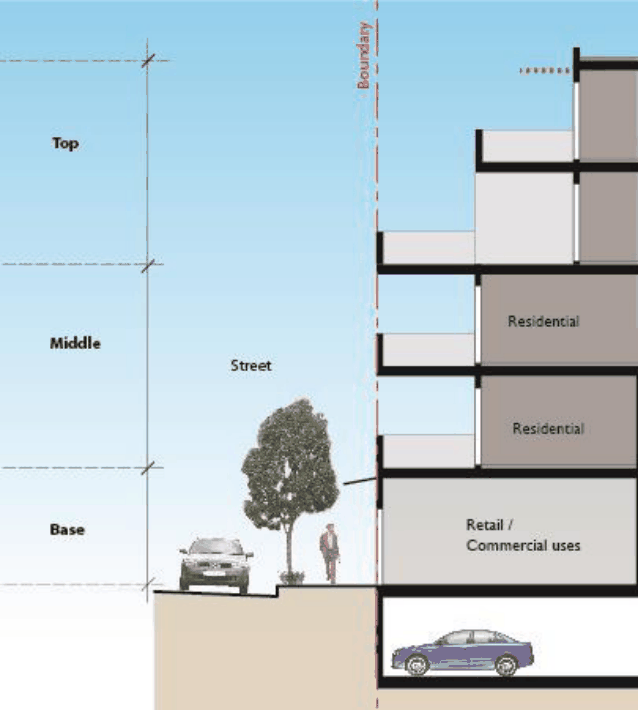 Boundary
Top
Residential
Middle
Street
Residential
Base
Retail /
Commercial uses